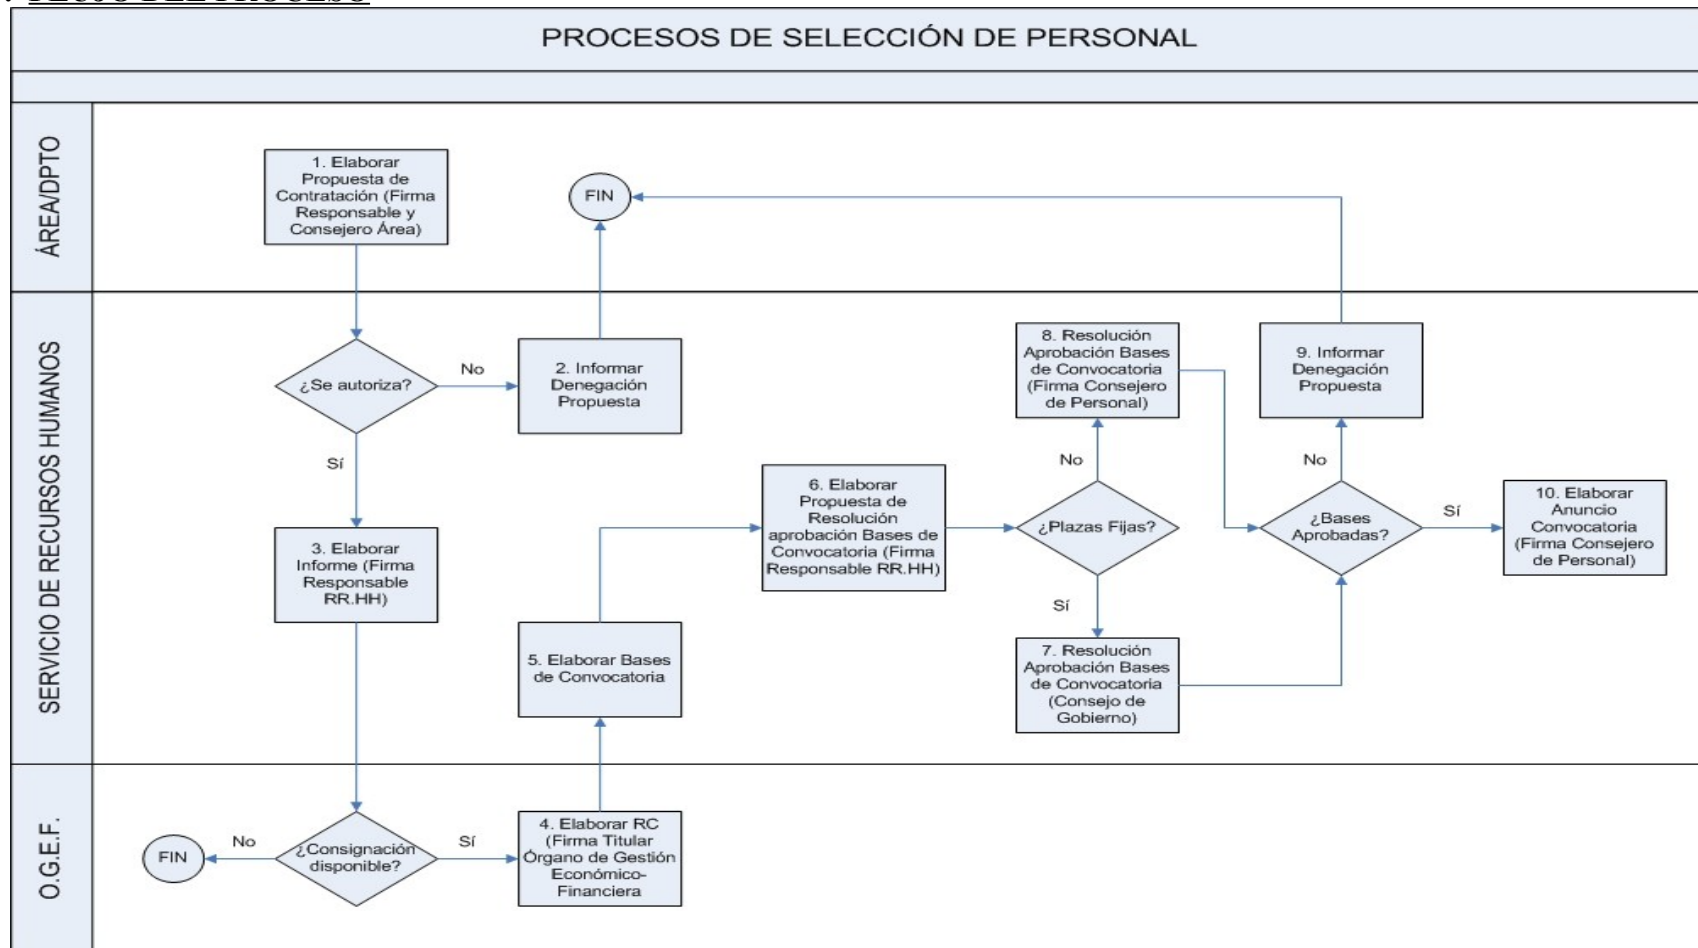 PROCESOS DE SELECCIÓN DE PERSONAL
ÁREA/DPTO
1. Elaborar
Propuesta de
Contratación (Firma
Responsable y
Consejero Área)
FIN
SERVICIO DE RECURSOS HUMANOS
¿Se autoriza?
No
2. Informar
Denegación
Propuesta
Sí
3. Elaborar
Informe (Firma
Responsable
RR.HH)
5. Elaborar Bases
de Convocatoria
6. Elaborar
Propuesta de
Resolución
aprobación Bases de
Convocatoria (Firma
Responsable RR.HH)
8. Resolución
Aprobación Bases
de Convocatoria
(Firma Consejero
de Personal)
No
¿Plazas Fijas?
Sí
7. Resolución
Aprobación Bases
de Convocatoria
(Consejo de
Gobierno)
9. Informar
Denegación
Propuesta
No
¿Bases
Aprobadas?
Sí
10. Elaborar
Anuncio
Convocatoria
(Firma Consejero
de Personal)
O.G.E.F.
FIN
No
¿Consignación
disponible?
Sí
4. Elaborar RC
(Firma Titular
Órgano de Gestión
Económico-
Financiera